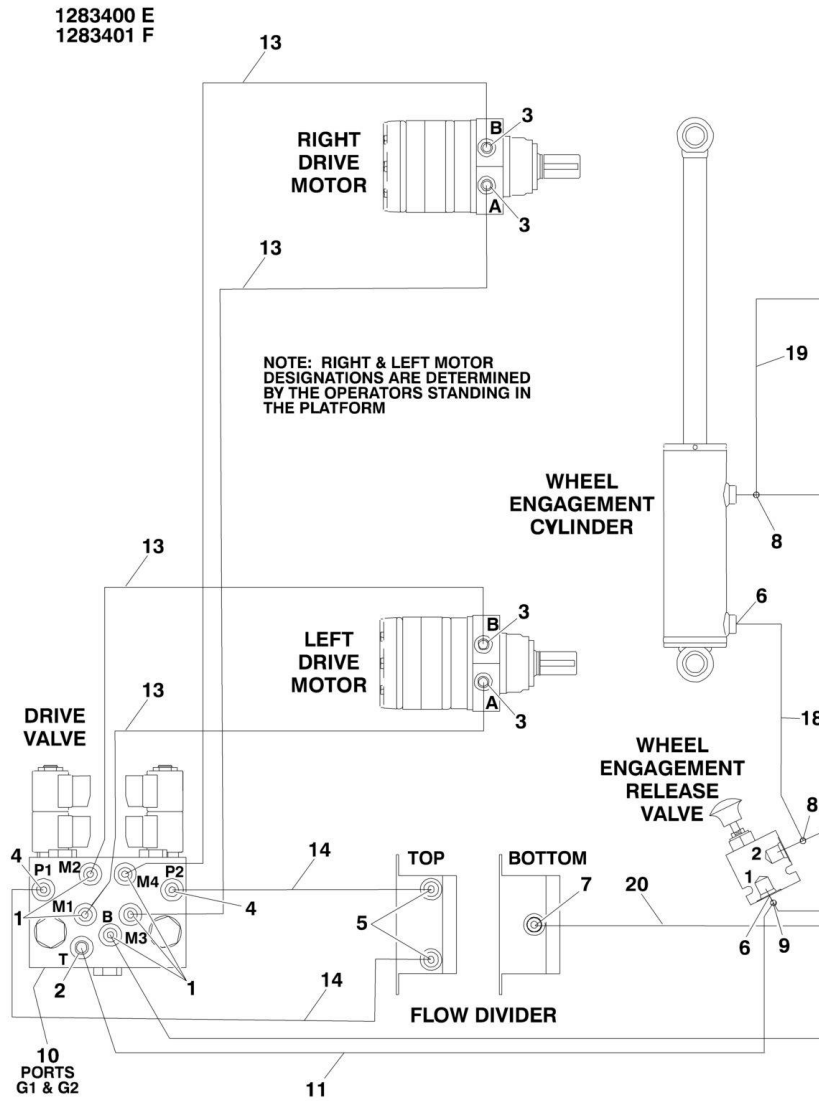 1283400 E
1283401 F
13
RIGHT
DRIVE
MOTOR
B
3
A
3
13
NOTE: RIGHT & LEFT MOTOR
DESIGNATIONS ARE DETERMINED
BY THE OPERATORS STANDING IN
THE PLATFORM
19
WHEEL
ENGAGEMENT
CYLINDER
8
13
6
LEFT
DRIVE
MOTOR
B
3
A
3
13
18
DRIVE
VALVE
WHEEL
ENGAGEMENT
RELEASE
VALVE
8
2
1
6
9
4
P1
M2
M4
P2
4
1
M1
B
M3
T
2
1
14
TOP
BOTTOM
5
7
20
14
FLOW DIVIDER
10
PORTS
G1 & G2
11